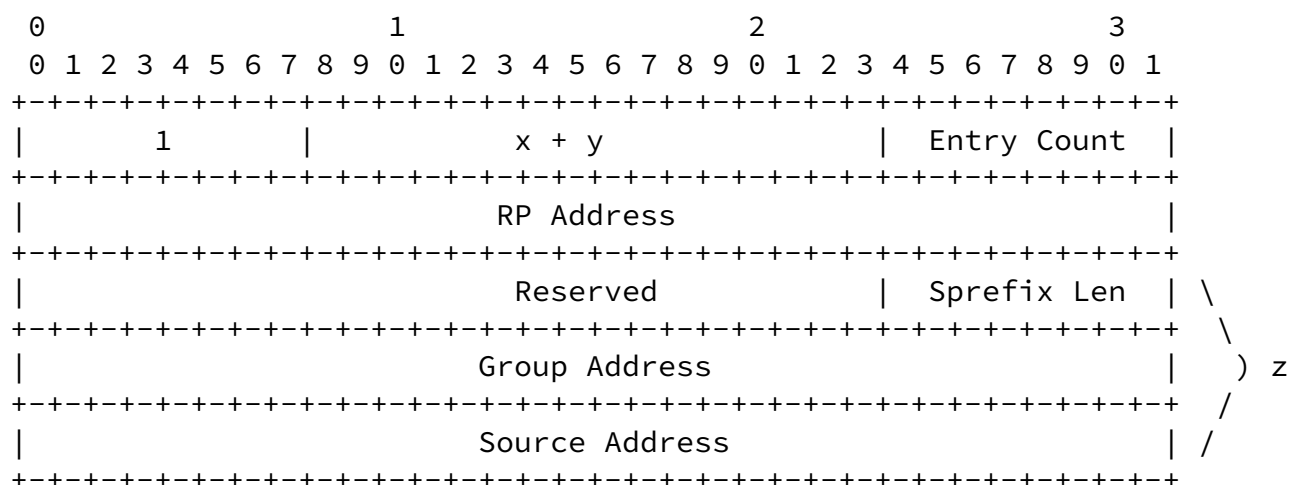 0                   1                   2                   3
 0 1 2 3 4 5 6 7 8 9 0 1 2 3 4 5 6 7 8 9 0 1 2 3 4 5 6 7 8 9 0 1
+-+-+-+-+-+-+-+-+-+-+-+-+-+-+-+-+-+-+-+-+-+-+-+-+-+-+-+-+-+-+-+-+
|       1       |           x + y               |  Entry Count  |
+-+-+-+-+-+-+-+-+-+-+-+-+-+-+-+-+-+-+-+-+-+-+-+-+-+-+-+-+-+-+-+-+
|                          RP Address                           |
+-+-+-+-+-+-+-+-+-+-+-+-+-+-+-+-+-+-+-+-+-+-+-+-+-+-+-+-+-+-+-+-+
|                           Reserved            |  Sprefix Len  | \
+-+-+-+-+-+-+-+-+-+-+-+-+-+-+-+-+-+-+-+-+-+-+-+-+-+-+-+-+-+-+-+-+  \
|                         Group Address                         |   ) z
+-+-+-+-+-+-+-+-+-+-+-+-+-+-+-+-+-+-+-+-+-+-+-+-+-+-+-+-+-+-+-+-+  /
|                         Source Address                        | /
+-+-+-+-+-+-+-+-+-+-+-+-+-+-+-+-+-+-+-+-+-+-+-+-+-+-+-+-+-+-+-+-+